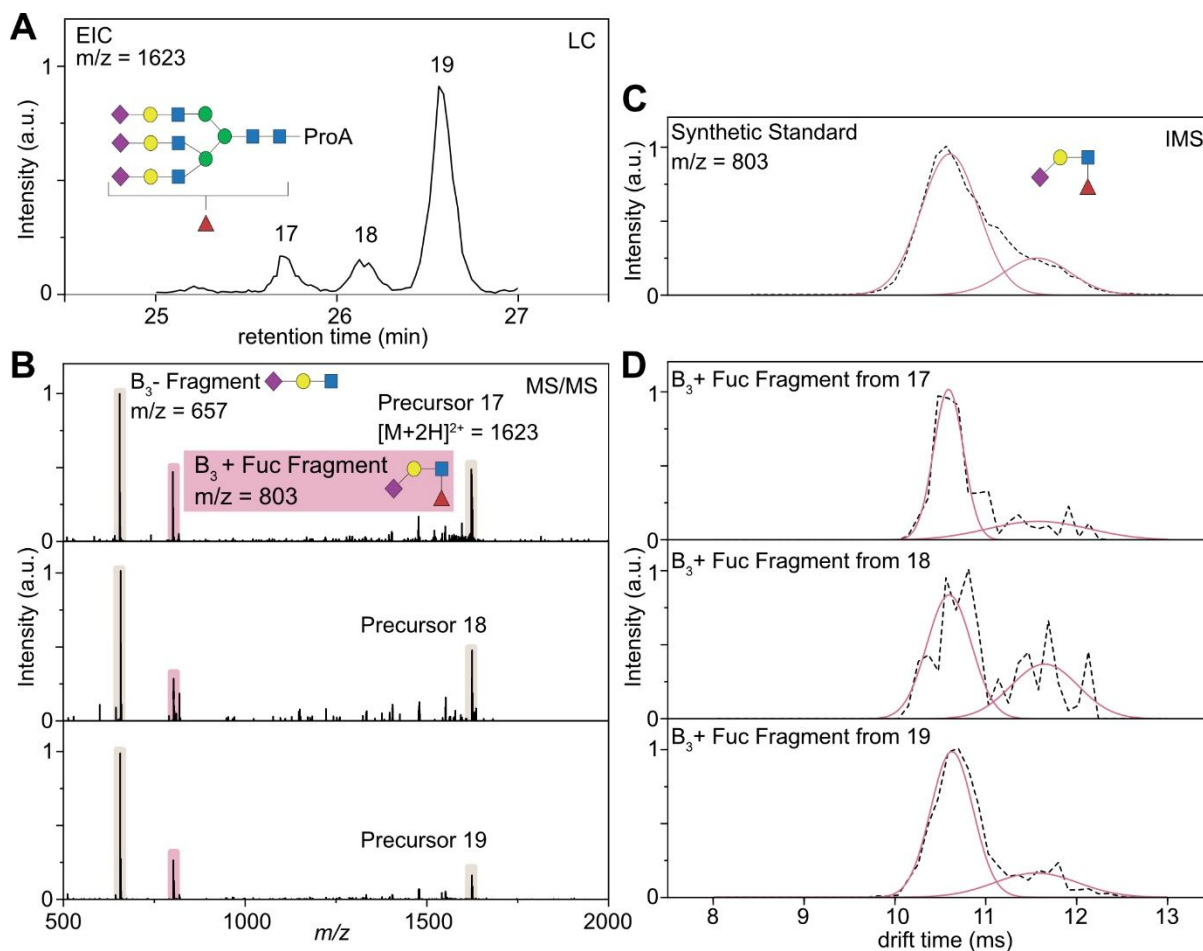 A
EIC
m/z = 1623
LC
17
18
19
ProA
1
0
Intensity (a.u.)
25
26
27
retention time (min)
B
B₃- Fragment
m/z = 657
MS/MS
Precursor 17
[M+2H]²⁺ = 1623
B₃ + Fuc Fragment
m/z = 803
1
0
Precursor 18
1
0
Intensity (a.u.)
Precursor 19
1
0
500
1000
1500
2000
m/z
C
Synthetic Standard
m/z = 803
IMS
1
0
Intensity (a.u.)
D
B₃+ Fuc Fragment from 17
1
0
B₃+ Fuc Fragment from 18
1
0
Intensity (a.u.)
B₃+ Fuc Fragment from 19
1
0
8
9
10
11
12
13
drift time (ms)